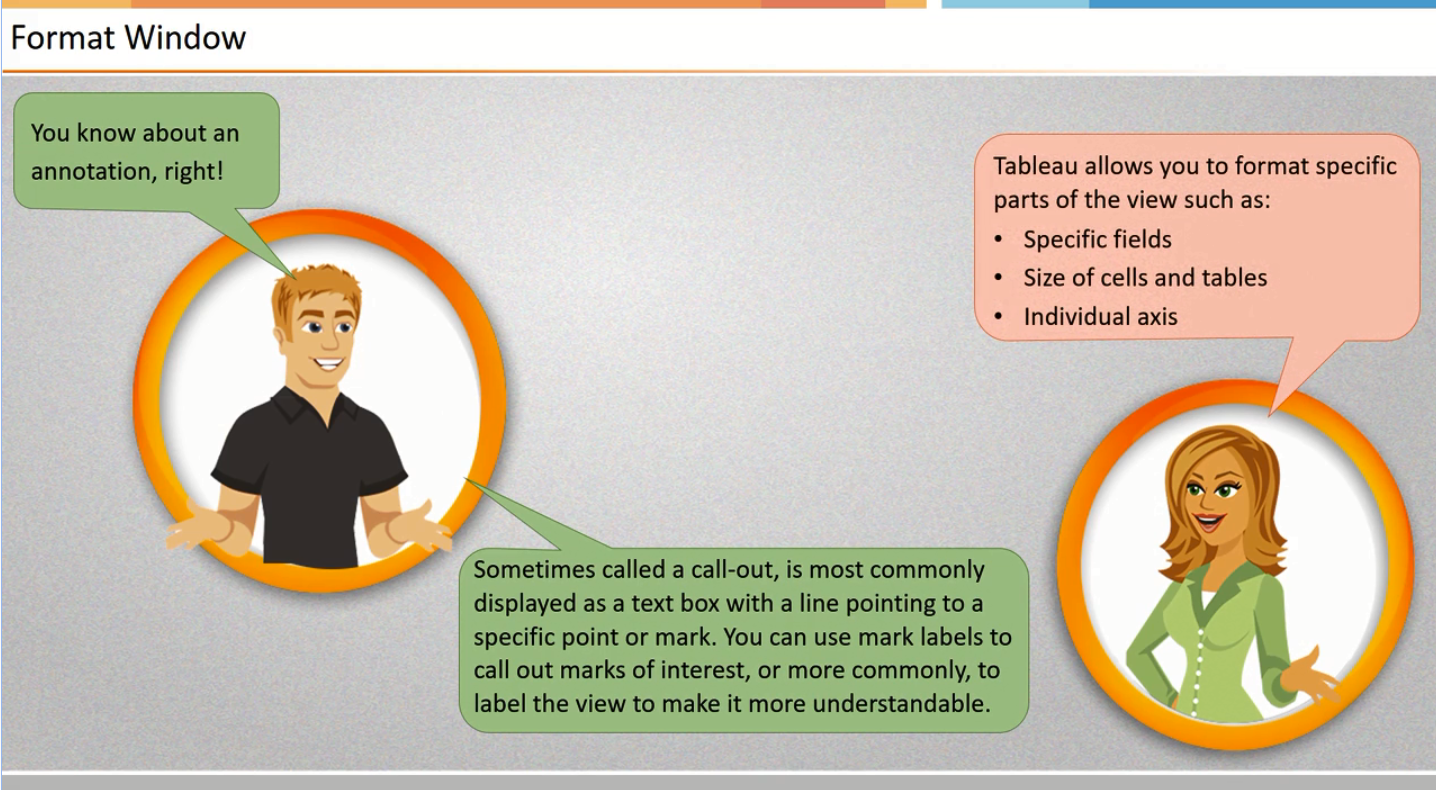 Format Window
You know about an
annotation, right!
Tableau allows you to format specific
parts of the view such as:
• Specific fields
• Size of cells and tables
• Individual axis
Sometimes called a call-out, is most commonly
displayed as a text box with a line pointing to a
specific point or mark. You can use mark labels to
call out marks of interest, or more commonly, to
label the view to make it more understandable.